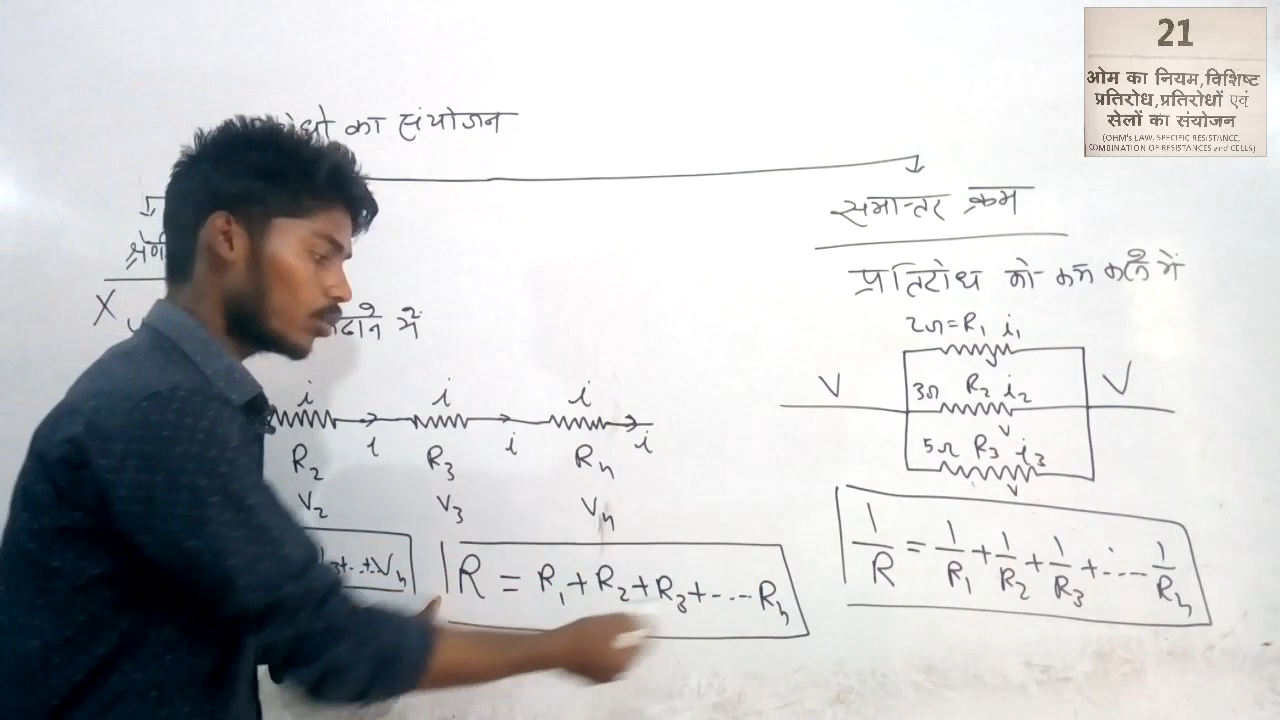 21
ओम का नियम,विशिष्ट
प्रतिरोध,प्रतिरोधों एवं
सेलों का संयोजन
(OHM's LAW, SPECIFIC RESISTANCE,
COMBINATION OF RESISTANCES and CELLS)
का संयोजन
समान्तर क्रम
X
में
प्रतिरोध को कम करने में
i i i
i i i
R2 R3 Rn
V2 V3 Vn
2Ω=R1 i1
V 3Ω R2 i2 V
V
5Ω R3 i3
V
3+...+Vn
R = R1+R2+R3+---Rn
1/R = 1/R1+1/R2+1/R3+----1/Rn